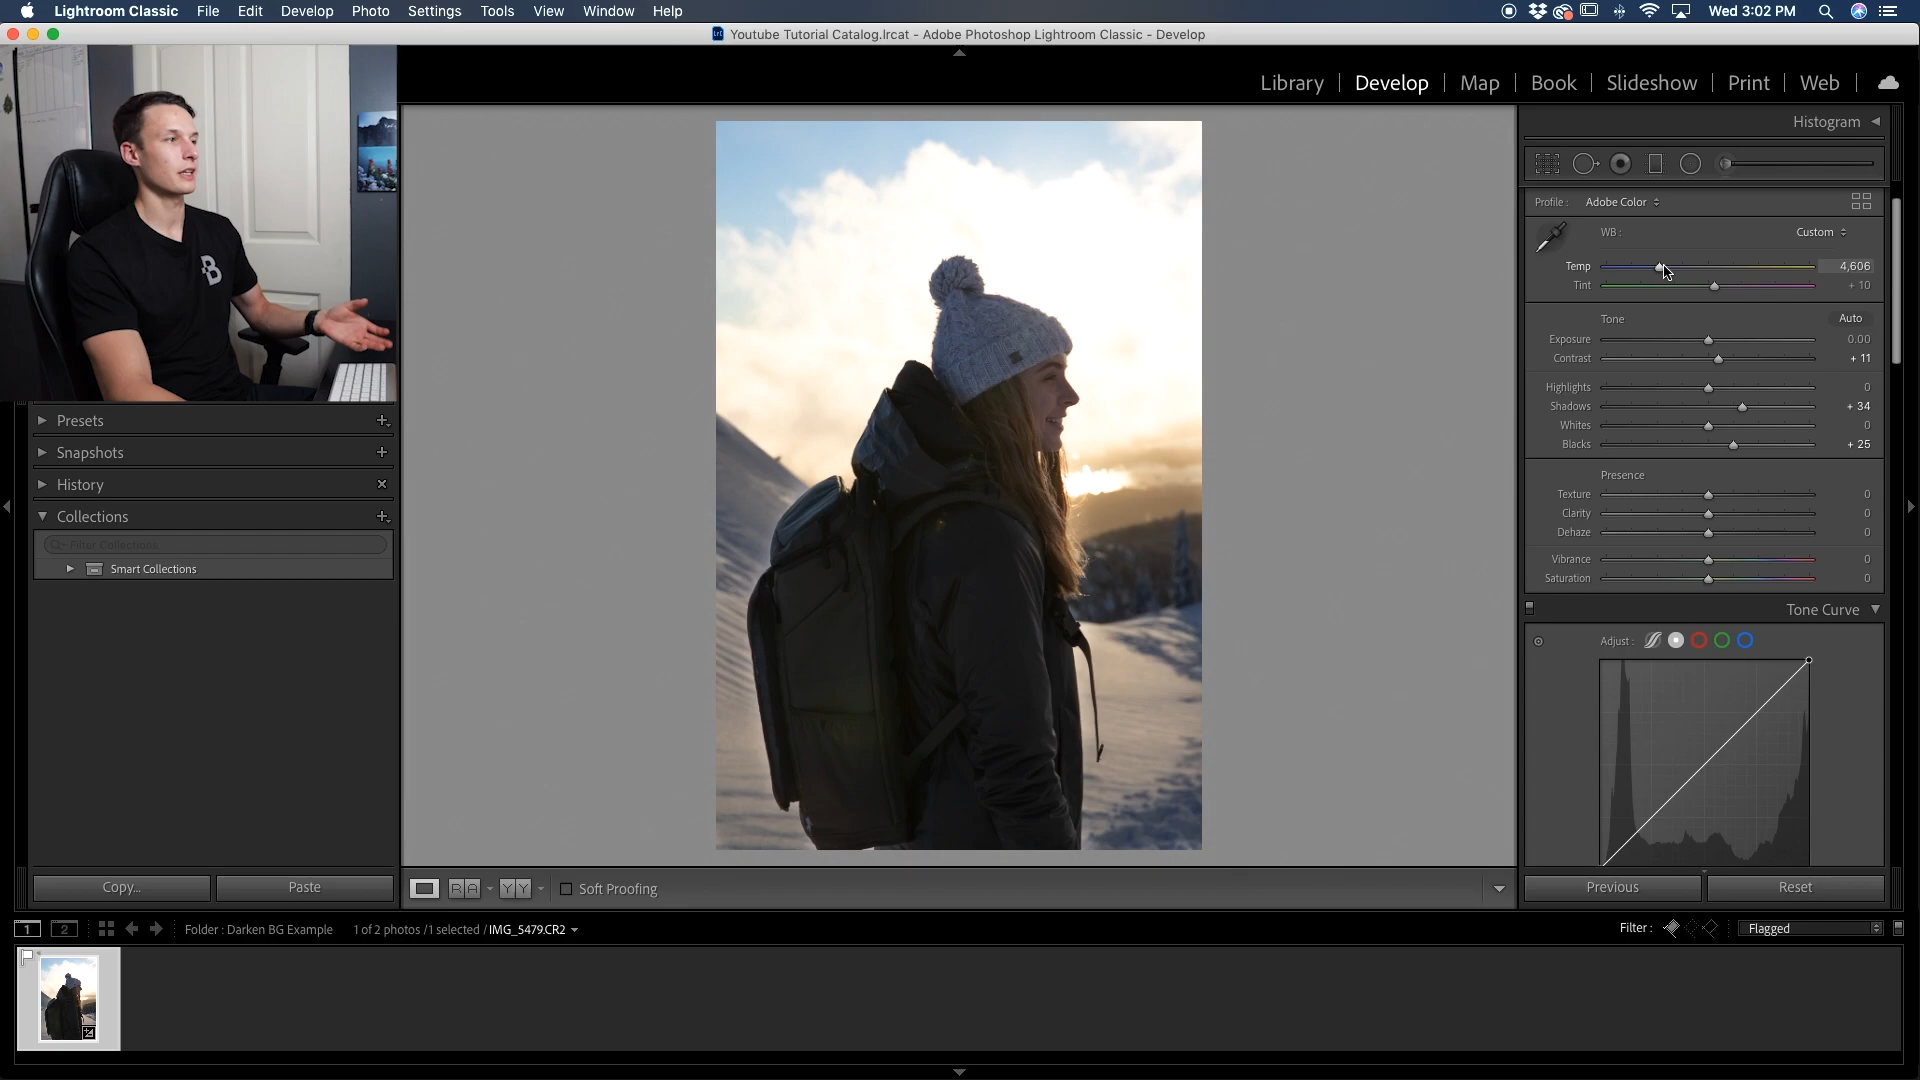 Lightroom Classic File Edit Develop Photo Settings Tools View Window Help Wed 3:02 PM
Youtube Tutorial Catalog.lrcat - Adobe Photoshop Lightroom Classic - Develop
Library Develop Map Book Slideshow Print Web
Histogram
Profile : Adobe Color
WB : Custom
Temp 4,606
Tint + 10
Tone Auto
Exposure 0.00
Contrast + 11
Highlights 0
Shadows + 34
Whites 0
Blacks + 25
Presence
Texture 0
Clarity 0
Dehaze 0
Vibrance 0
Saturation 0
Tone Curve
Adjust :
B
Presets
Snapshots
History
Collections
Filter Collections
Smart Collections
Copy... Paste
R A Y Y Soft Proofing
Previous Reset
1 2 Folder : Darken BG Example 1 of 2 photos / 1 selected / IMG_5479.CR2 Filter : Flagged